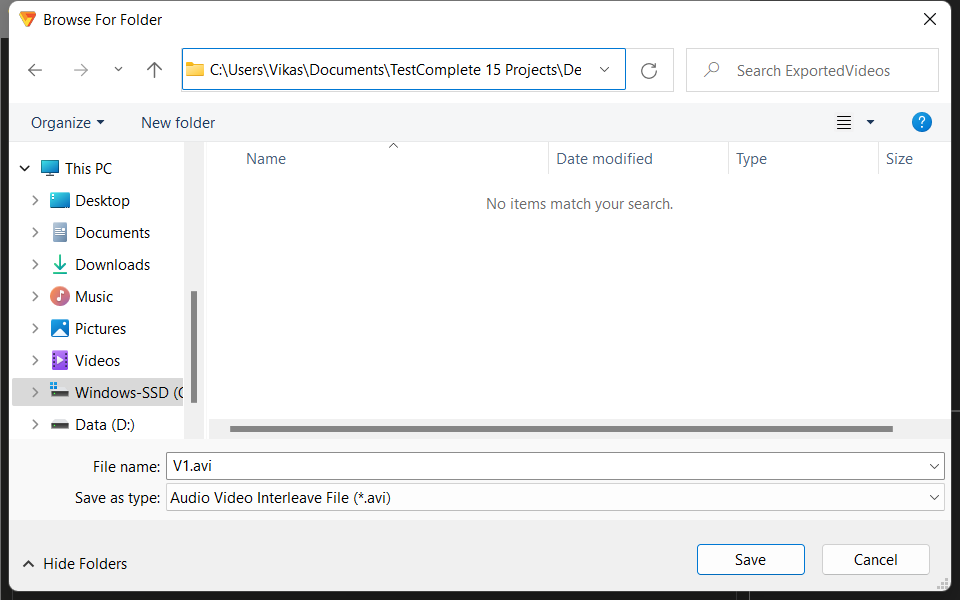 Browse For Folder
C:\Users\Vikas\Documents\TestComplete 15 Projects\De
Search ExportedVideos
Organize
New folder
?
Name
Date modified
Type
Size
No items match your search.
This PC
Desktop
Documents
Downloads
Music
Pictures
Videos
Windows-SSD (C
Data (D:)
File name: V1.avi
Save as type: Audio Video Interleave File (*.avi)
Hide Folders
Save
Cancel